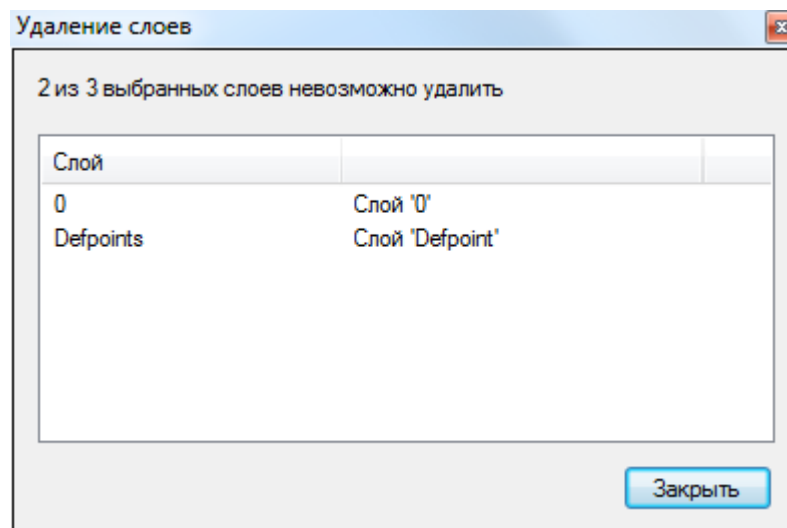 Удаление слоев
2 из 3 выбранных слоев невозможно удалить
Слой
0 Слой '0'
Defpoints Слой 'Defpoint'
Закрыть